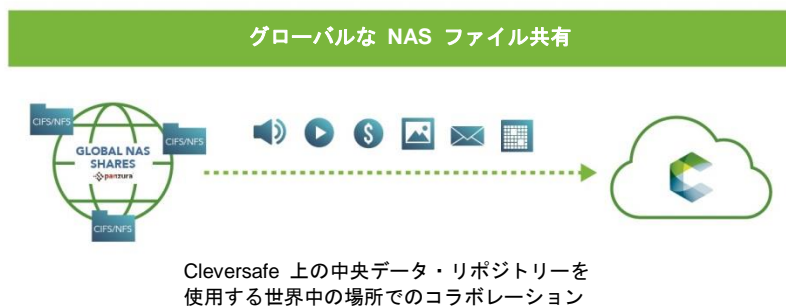 グローバルな NAS ファイル共有
CIFS/NFS
CIFS/NFS
GLOBAL NAS
SHARES
panzura
CIFS/NFS
Cleversafe 上の中央データ・リポジトリーを
使用する世界中の場所でのコラボレーション